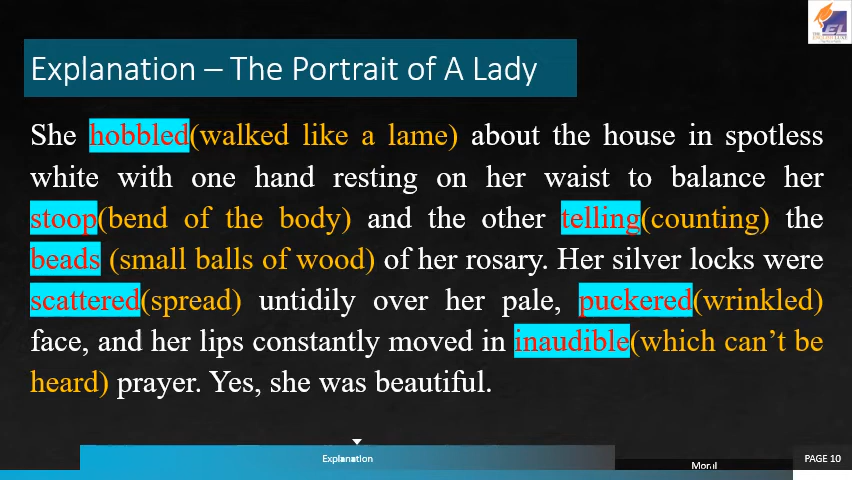 Explanation – The Portrait of A Lady
She hobbled(walked like a lame) about the house in spotless
white with one hand resting on her waist to balance her
stoop(bend of the body) and the other telling(counting) the
beads (small balls of wood) of her rosary. Her silver locks were
scattered(spread) untidily over her pale, puckered(wrinkled)
face, and her lips constantly moved in inaudible(which can’t be
heard) prayer. Yes, she was beautiful.
Explanation
Moral
PAGE 10